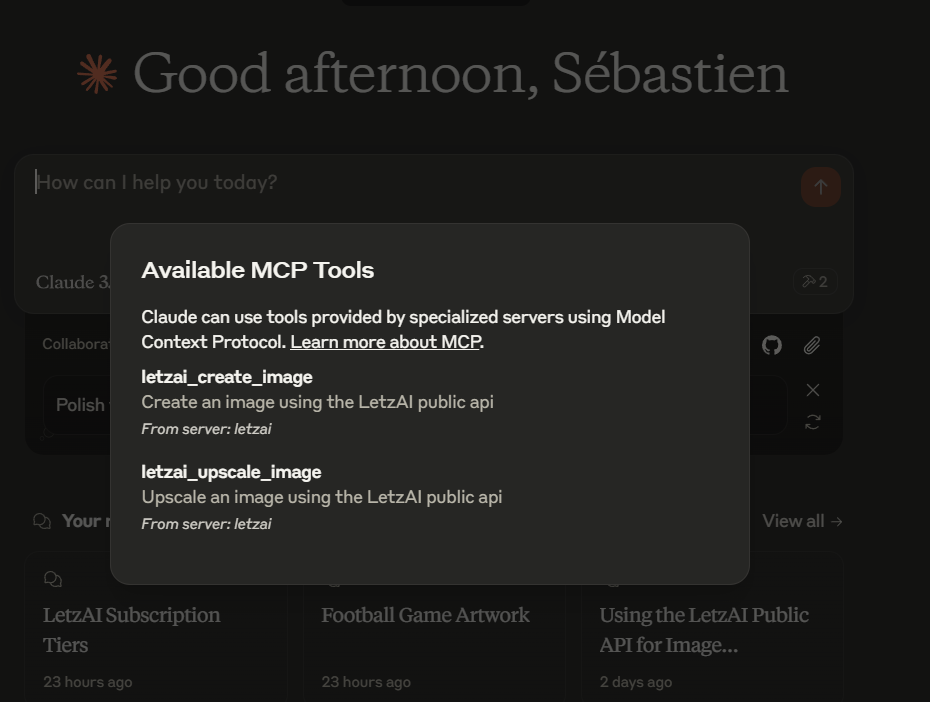 Good afternoon, Sébastien
How can I help you today?
Claude 3.
2
Available MCP Tools
Claude can use tools provided by specialized servers using Model
Context Protocol. Learn more about MCP.
letzai_create_image
Create an image using the LetzAI public api
From server: letzai
letzai_upscale_image
Upscale an image using the LetzAI public api
From server: letzai
Collabora
Polish
Your
View all →
LetzAI Subscription
Tiers
23 hours ago
Football Game Artwork
23 hours ago
Using the LetzAI Public
API for Image...
2 days ago